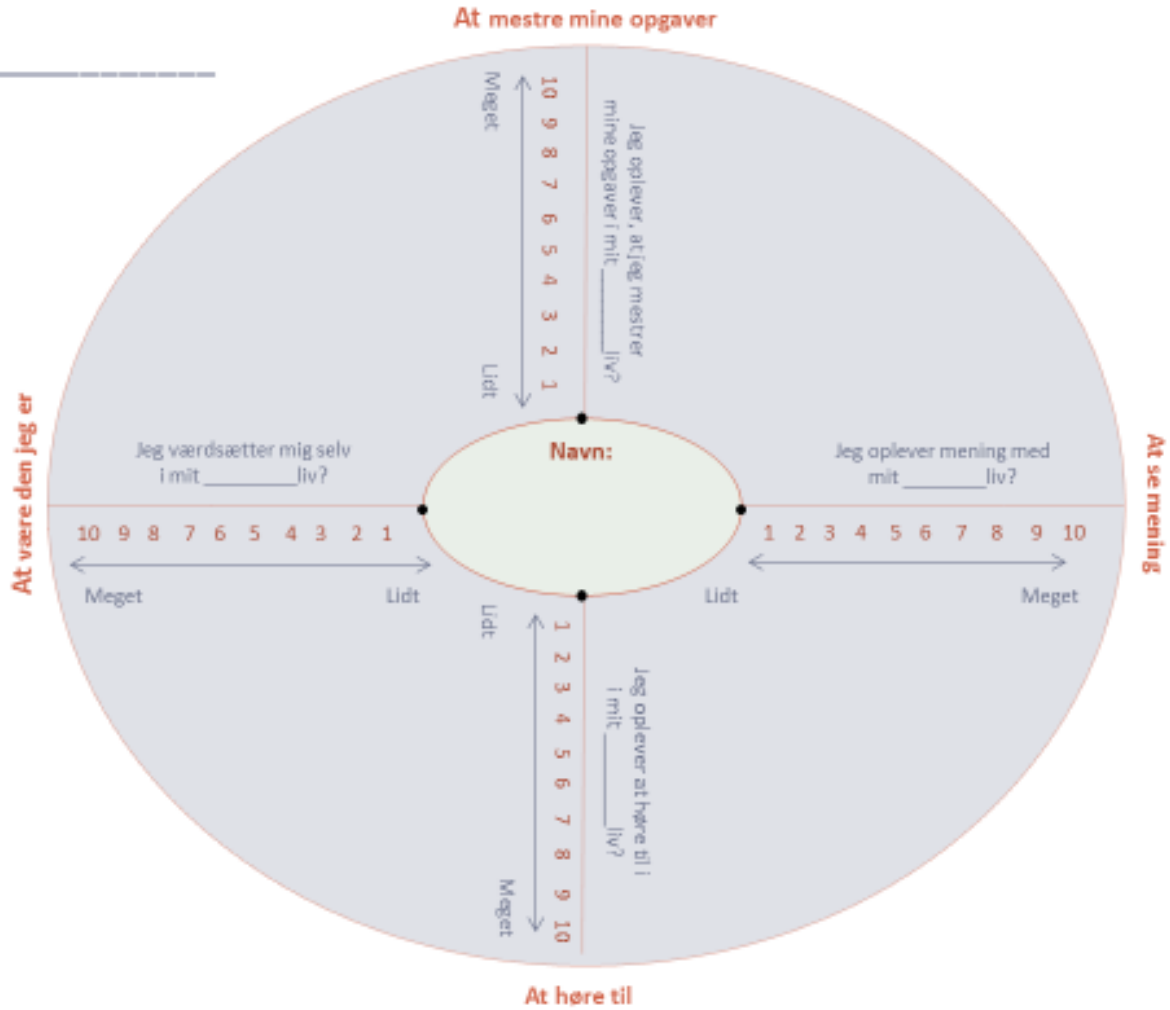 At mestre mine opgaver
Meget
10 9 8 7 6 5 4 3 2 1
Lidt
Jeg oplever, at jeg mestrer
mine opgaver i mit ________liv?
At være den jeg er
Jeg værdsætter mig selv
i mit ________liv?
10 9 8 7 6 5 4 3 2 1
Meget
Lidt
Navn:
Jeg oplever mening med
mit _______liv?
1 2 3 4 5 6 7 8 9 10
Lidt
Meget
At se mening
Lidt
1 2 3 4 5 6 7 8 9 10
Meget
Jeg oplever at høre til i
i mit ________liv?
At høre til